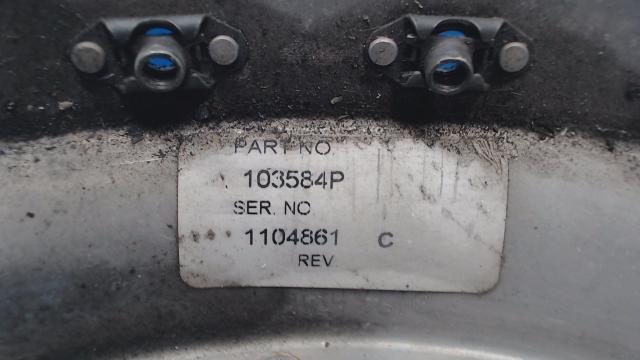 PART NO.
103584P
SER. NO
1104861 C
REV